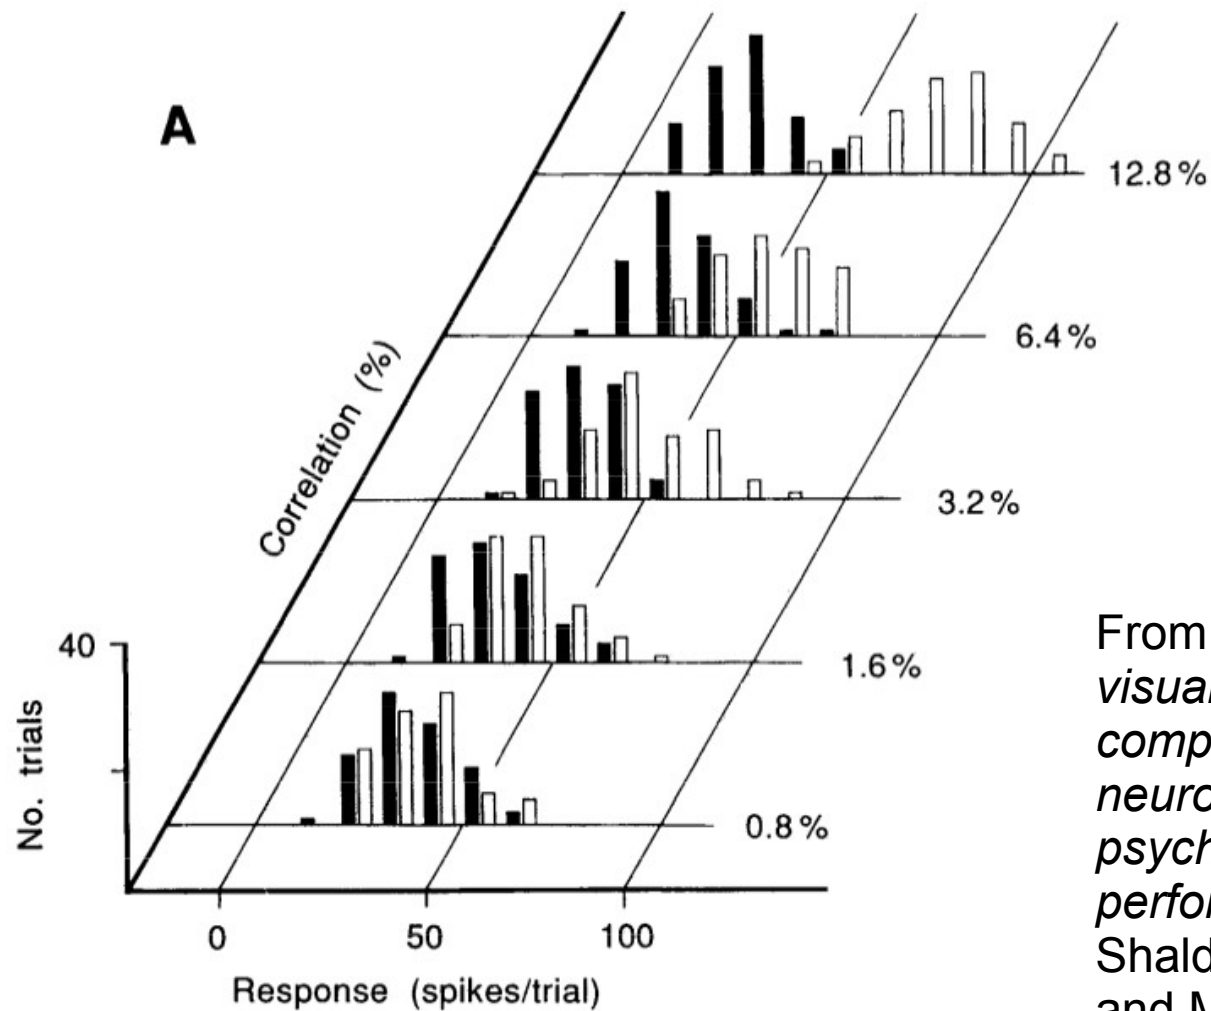 A
12.8%
6.4%
3.2%
1.6%
0.8%
Correlation (%)
40
No. trials
0 50 100
Response (spikes/trial)
From
visual
comp
neuro
psych
perfor
Shald
and M